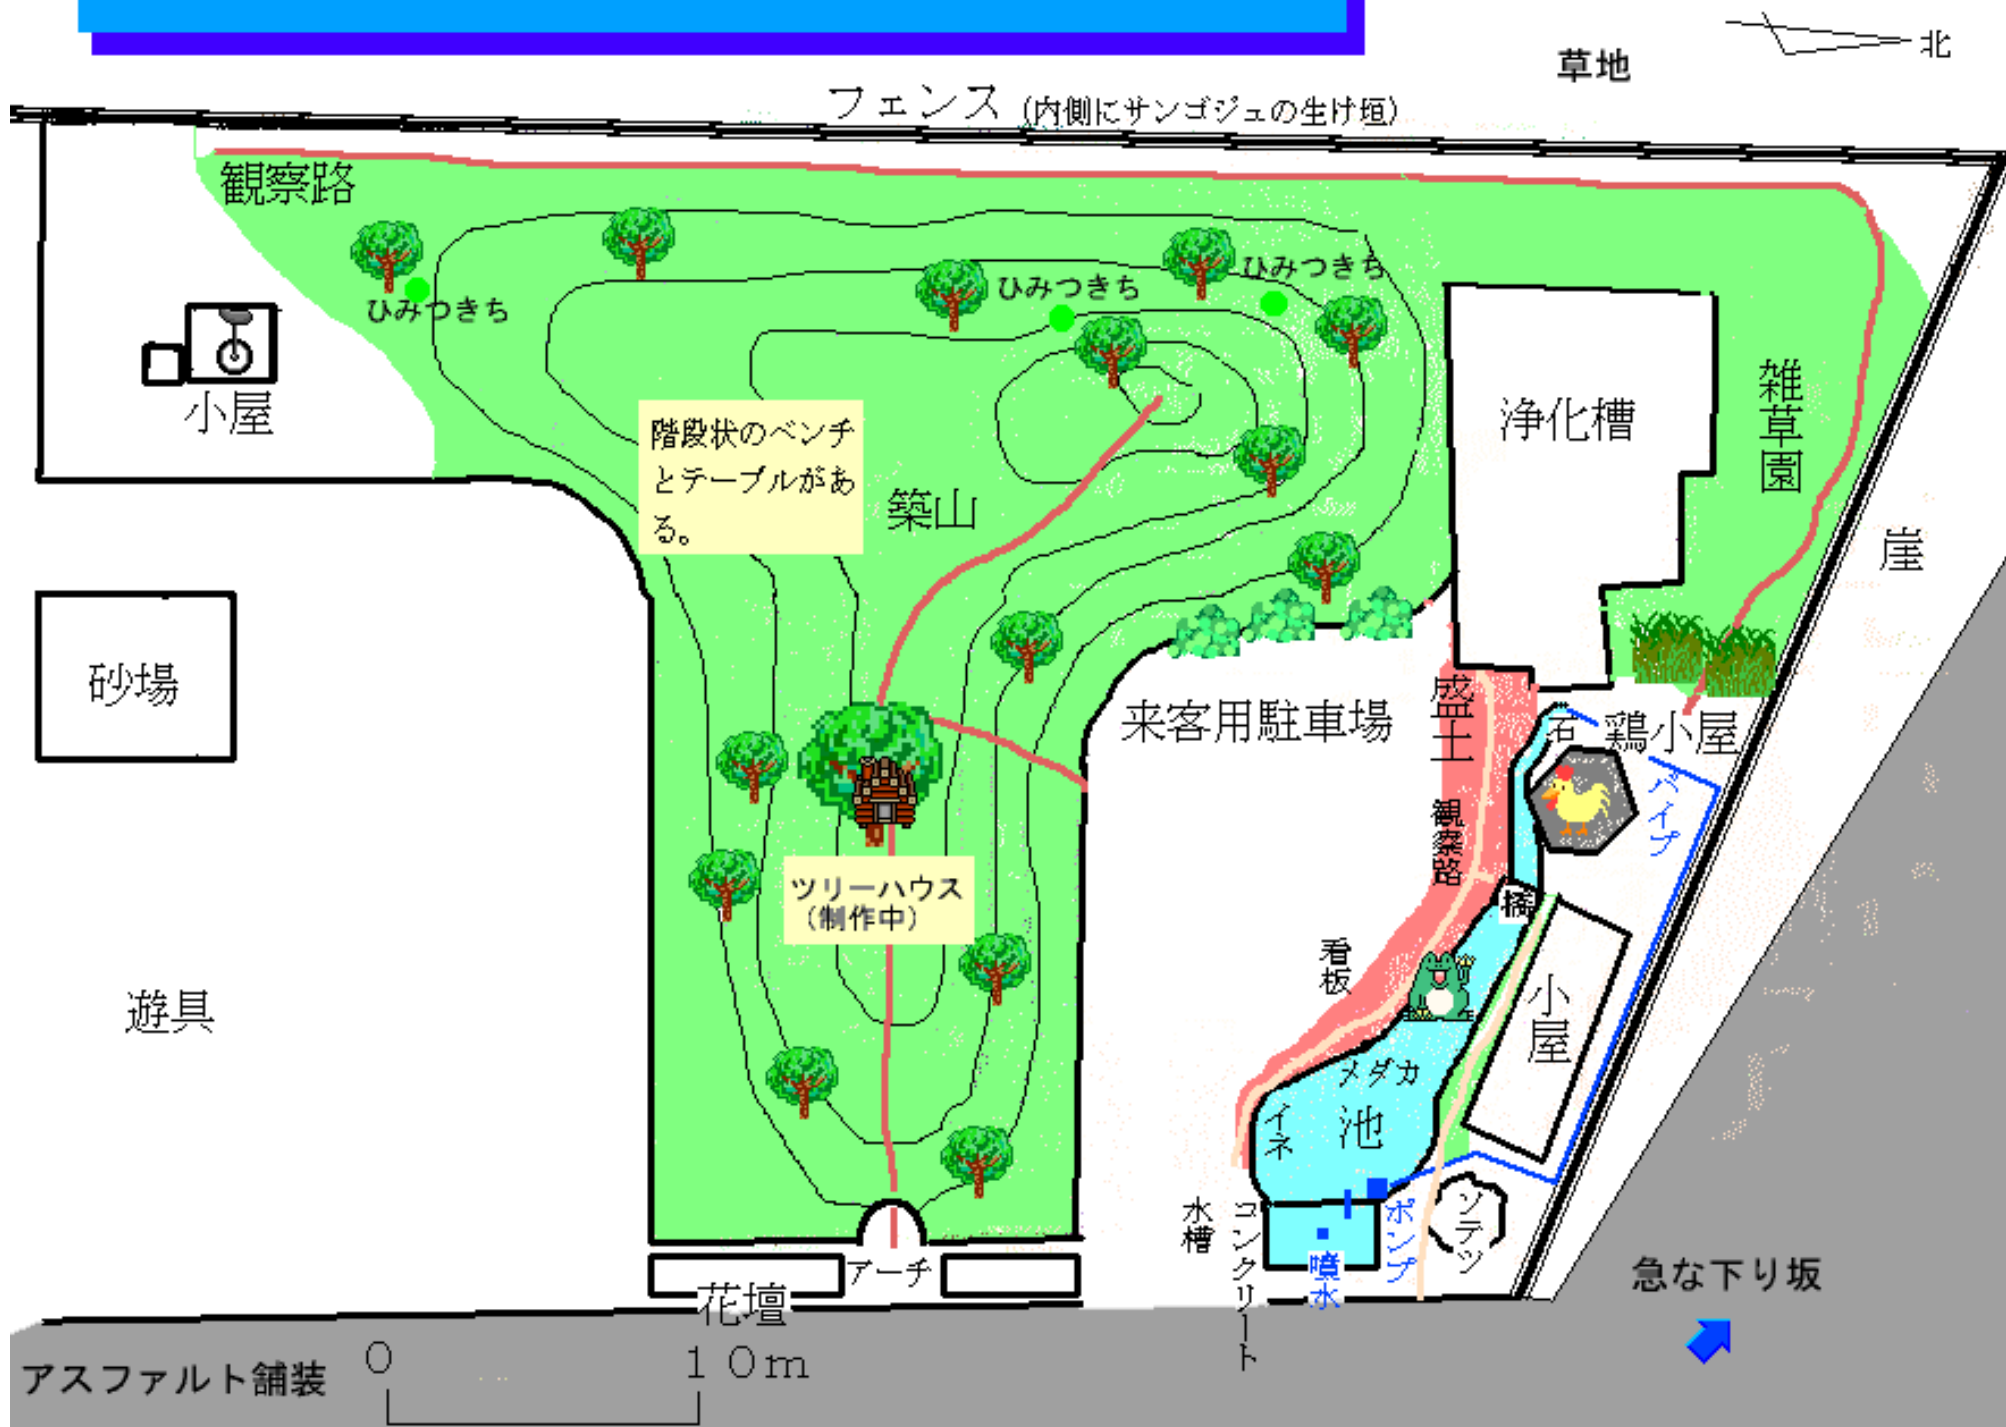 北
草地
フェンス (内側にサンゴジュの生け垣)
観察路
ひみつきち
ひみつきち
ひみつきち
小屋
階段状のベンチ
とテーブルがあ
る。
築山
浄化槽
雑草園
崖
砂場
来客用駐車場
盛土
石
鶏小屋
パイプ
観察路
橋
ツリーハウス
(制作中)
看板
小屋
遊具
メダカ
池
イネ
水槽
コンクリート
ポンプ
ソテツ
噴水
アーチ
花壇
急な下り坂
アスファルト舗装
0
10m